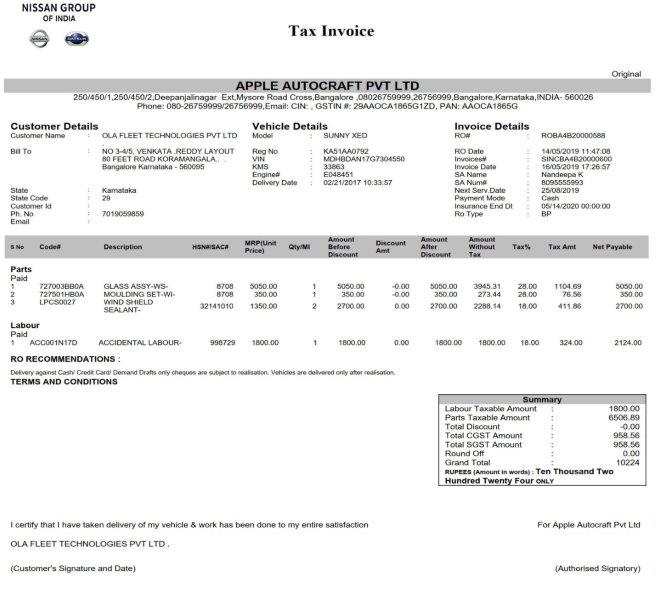 NISSAN GROUP
OF INDIA
NISSAN DATSUN
Tax Invoice
Original
APPLE AUTOCRAFT PVT LTD
250/450/1,250/450/2,Deepanjalinagar Ext,Mysore Road Cross,Bangalore ,08026759999,26756999,Bangalore,Karnataka,INDIA- 560026
Phone: 080-26759999/26756999,Email: CIN: , GSTIN #: 29AAOCA1865G1ZD, PAN: AAOCA1865G
Customer Details Vehicle Details Invoice Details
Customer Name : OLA FLEET TECHNOLOGIES PVT LTD Model : SUNNY XED RO# : ROBA4B20000588
Bill To : NO 3-4/5, VENKATA .REDDY LAYOUT Reg No : KA51AA0792 RO Date : 14/05/2019 11:47:08
80 FEET ROAD KORAMANGALA.. . VIN : MDHBDAN17G7304550 Invoices# : SINCBA4B20000600
Bangalore Karnataka - 560095 KMS : 33863 Invoice Date : 16/05/2019 17:26:57
Engine# : E048451 SA Name : Nandeepa K
Delivery Date : 02/21/2017 10:33:57 SA Num# : 8095555993
State : Karnataka Next Serv.Date : 25/08/2019
State Code : 29 Payment Mode : Cash
Customer Id : Insurance End Dt : 05/14/2020 00:00:00
Ph. No : 7019059859 Ro Type : BP
Email :
S No Code# Description HSN#/SAC# MRP(Unit Price) Qty/Ml Amount Before Discount Discount Amt Amount After Discount Amount Without Tax Tax% Tax Amt Net Payable
Parts
Paid
1 727003BB0A GLASS ASSY-WS- 8708 5050.00 1 5050.00 -0.00 5050.00 3945.31 28.00 1104.69 5050.00
2 727501HB0A MOULDING SET-WI- 8708 350.00 1 350.00 -0.00 350.00 273.44 28.00 76.56 350.00
3 LPCS0027 WIND SHIELD SEALANT- 32141010 1350.00 2 2700.00 0.00 2700.00 2288.14 18.00 411.86 2700.00
Labour
Paid
1 ACC001N17D ACCIDENTAL LABOUR- 998729 1800.00 1 1800.00 0.00 1800.00 1800.00 18.00 324.00 2124.00
RO RECOMMENDATIONS :
Delivery against Cash/ Credit Card/ Demand Drafts only cheques are subject to realisation. Vehicles are delivered only after realisation.
TERMS AND CONDITIONS
Summary
Labour Taxable Amount : 1800.00
Parts Taxable Amount : 6506.89
Total Discount : -0.00
Total CGST Amount : 958.56
Total SGST Amount : 958.56
Round Off : 0.00
Grand Total : 10224
RUPEES (Amount in words) : Ten Thousand Two
Hundred Twenty Four ONLY
I certify that I have taken delivery of my vehicle & work has been done to my entire satisfaction For Apple Autocraft Pvt Ltd
OLA FLEET TECHNOLOGIES PVT LTD .
(Customer's Signature and Date) (Authorised Signatory)